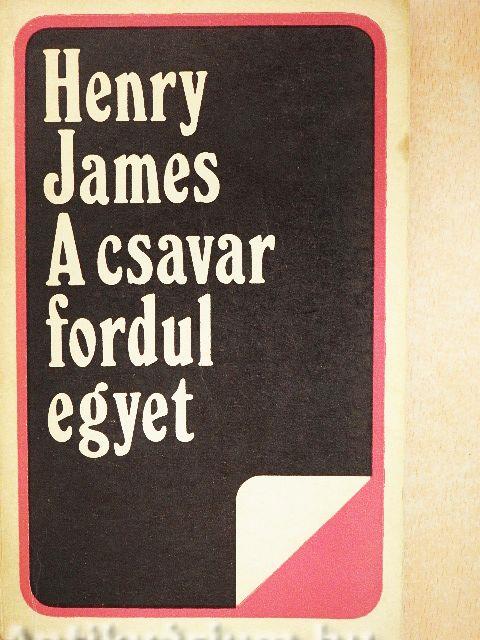 Henry
James
A csavar
fordul
egyet